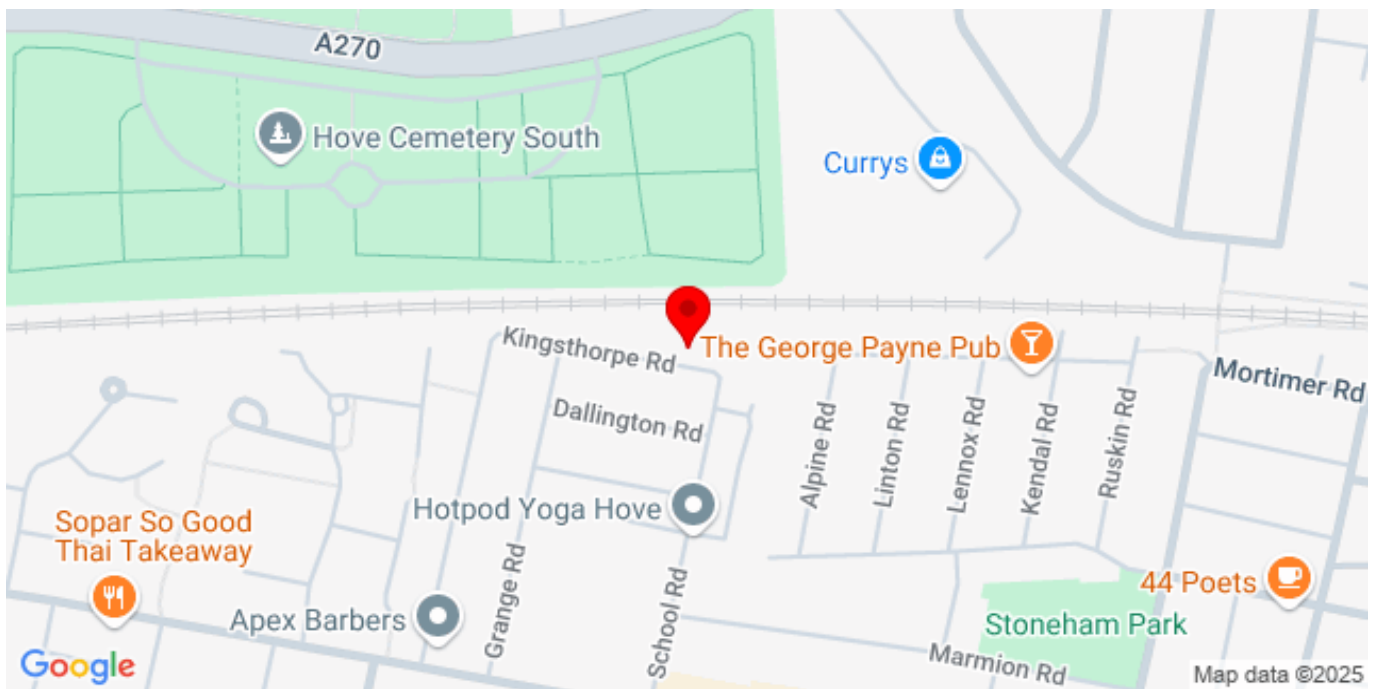 A270
Hove Cemetery South
Currys
Kingsthorpe Rd
The George Payne Pub
Mortimer Rd
Dallington Rd
Alpine Rd
Linton Rd
Lennox Rd
Kendal Rd
Ruskin Rd
Hotpod Yoga Hove
Sopar So Good
Thai Takeaway
Grange Rd
School Rd
44 Poets
Apex Barbers
Stoneham Park
Marmion Rd
Google
Map data ©2025